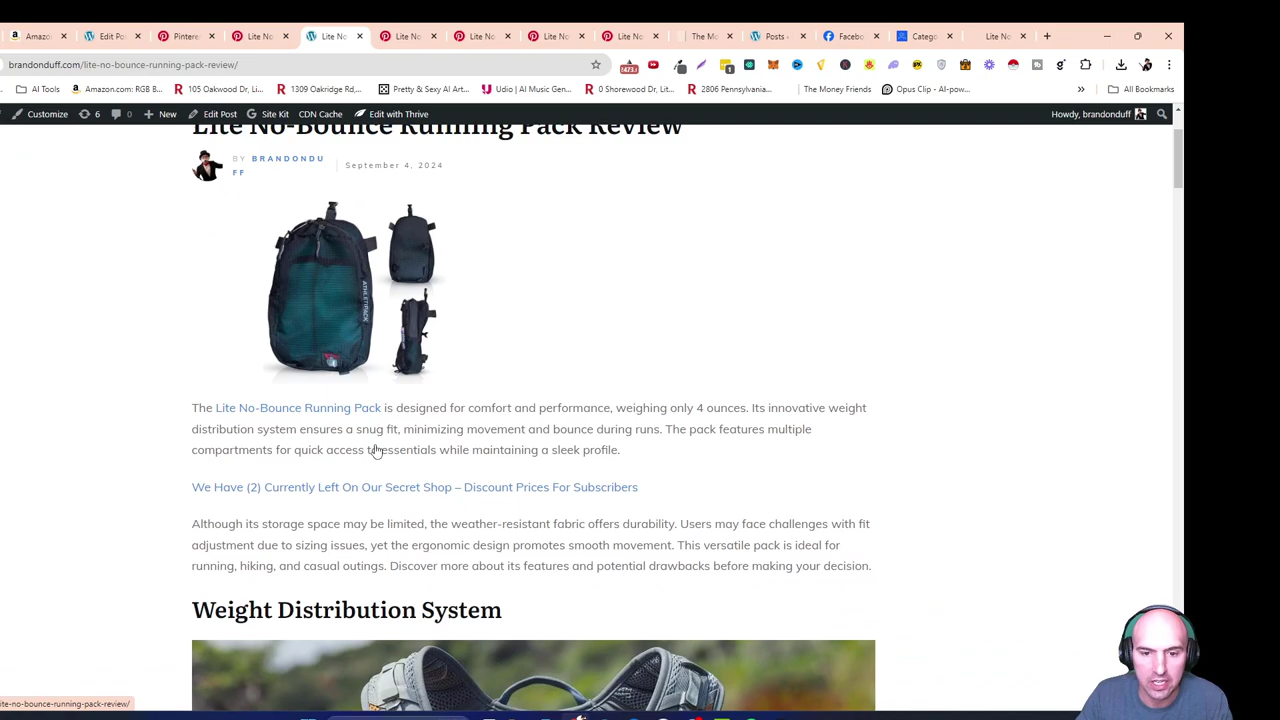 Amazon
Edit Po
Pinteres
Lite No
Lite No
Lite No
Lite No
Lite No
Lite No
The Mo
Posts
Facebo
Catego
Lite No
brandonduff.com/lite-no-bounce-running-pack-review/
AI Tools
Amazon.com: RGB B...
105 Oakwood Dr, Li...
1309 Oakridge Rd,...
Pretty & Sexy AI Art...
Udio | AI Music Gen...
0 Shorewood Dr, Lit...
2806 Pennsylvania...
The Money Friends
Opus Clip - AI-pow...
All Bookmarks
Customize
6
0
New
Edit Post
Site Kit
CDN Cache
Edit with Thrive
Howdy, brandonduff
Lite No-Bounce Running Pack Review
BY BRANDONDU
FF
September 4, 2024
ATHLETIPACK
The Lite No-Bounce Running Pack is designed for comfort and performance, weighing only 4 ounces. Its innovative weight
distribution system ensures a snug fit, minimizing movement and bounce during runs. The pack features multiple
compartments for quick access to essentials while maintaining a sleek profile.
We Have (2) Currently Left On Our Secret Shop – Discount Prices For Subscribers
Although its storage space may be limited, the weather-resistant fabric offers durability. Users may face challenges with fit
adjustment due to sizing issues, yet the ergonomic design promotes smooth movement. This versatile pack is ideal for
running, hiking, and casual outings. Discover more about its features and potential drawbacks before making your decision.
Weight Distribution System
ite-no-bounce-running-pack-review/